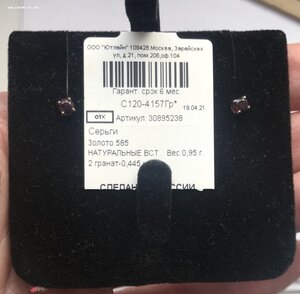 ООО "Ютлайн" 109428,Москва, Зарайская
ул, д.21, пом.206,оф.104
Гарант. срок 6 мес.
С120-4157Гр* 19.04.21
ОТК Артикул: 30895238
Серьги
Золото 585
НАТУРАЛЬНЫЕ ВСТ Вес:0,95 г.
2 гранат-0,445
СДЕЛАНО РОССИИ